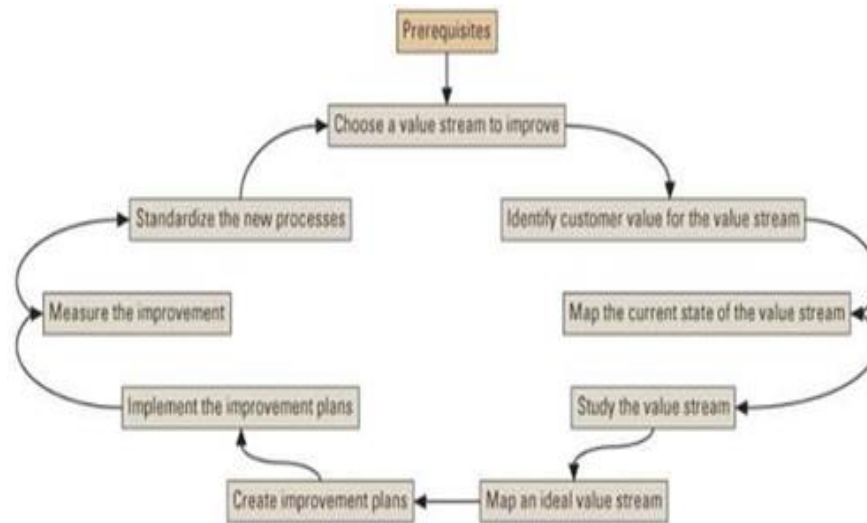 Prerequisites
Choose a value stream to improve
Identify customer value for the value stream
Map the current state of the value stream
Study the value stream
Map an ideal value stream
Create improvement plans
Implement the improvement plans
Measure the improvement
Standardize the new processes